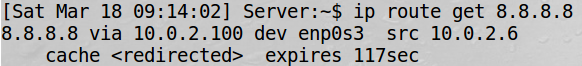 [Sat Mar 18 09:14:02] Server:~$ ip route get 8.8.8.8
8.8.8.8 via 10.0.2.100 dev enp0s3  src 10.0.2.6
    cache <redirected>  expires 117sec